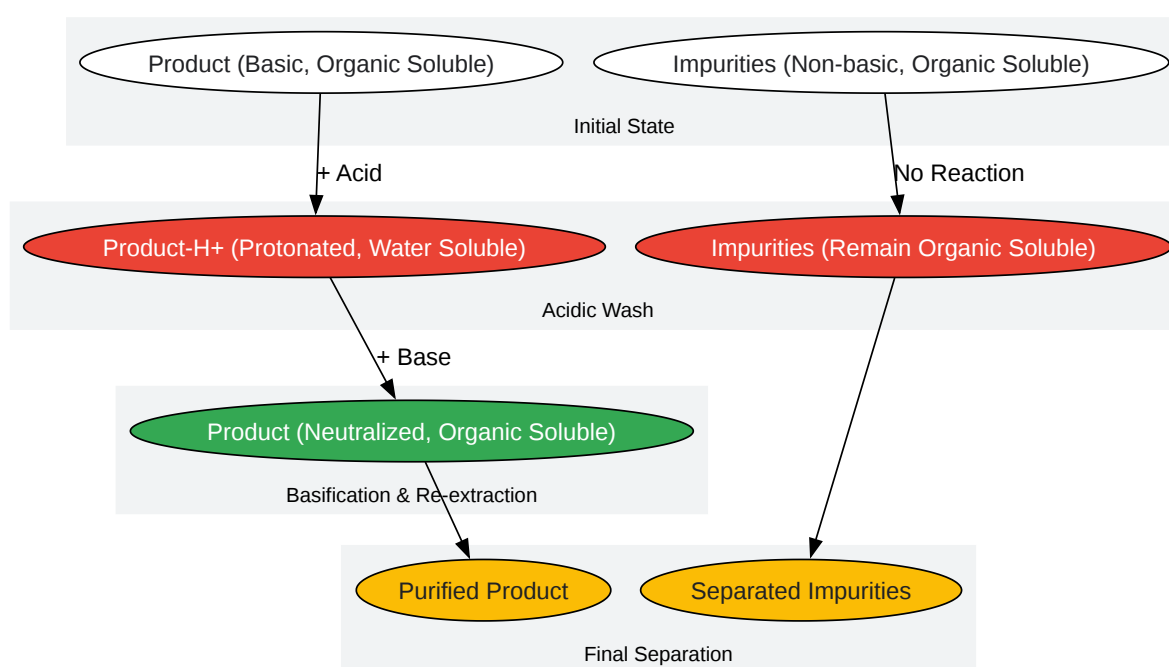 Product (Basic, Organic Soluble)
Impurities (Non-basic, Organic Soluble)
Initial State
+ Acid
No Reaction
Product-H+ (Protonated, Water Soluble)
Impurities (Remain Organic Soluble)
Acidic Wash
+ Base
Product (Neutralized, Organic Soluble)
Basification & Re-extraction
Purified Product
Separated Impurities
Final Separation